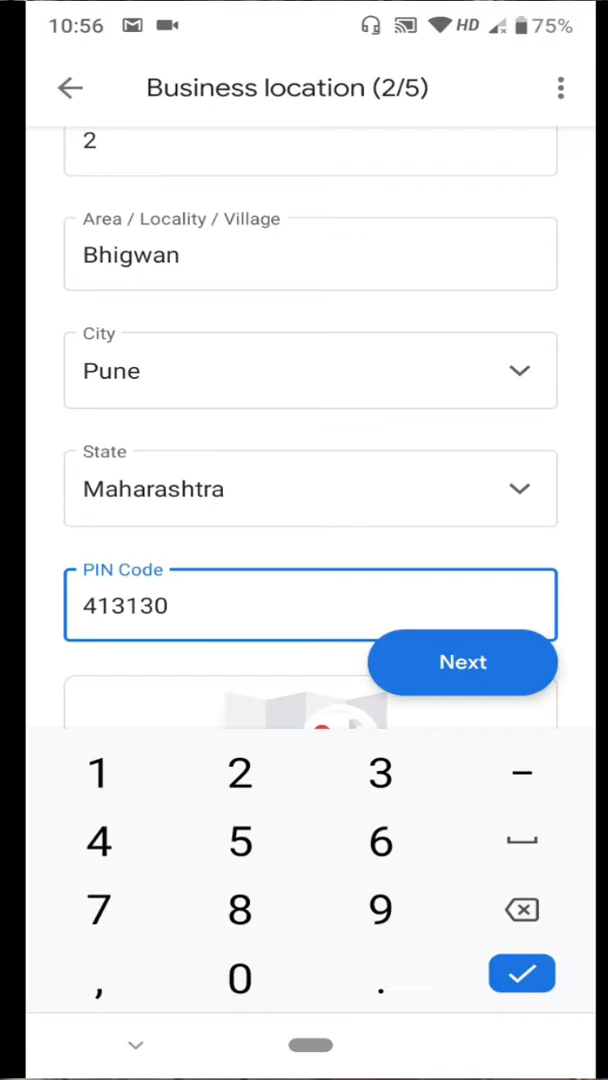 10:56 HD 75%
Business location (2/5)
2
Area / Locality / Village
Bhigwan
City
Pune
State
Maharashtra
PIN Code
413130
Next
1 2 3 –
4 5 6
7 8 9
, 0 .